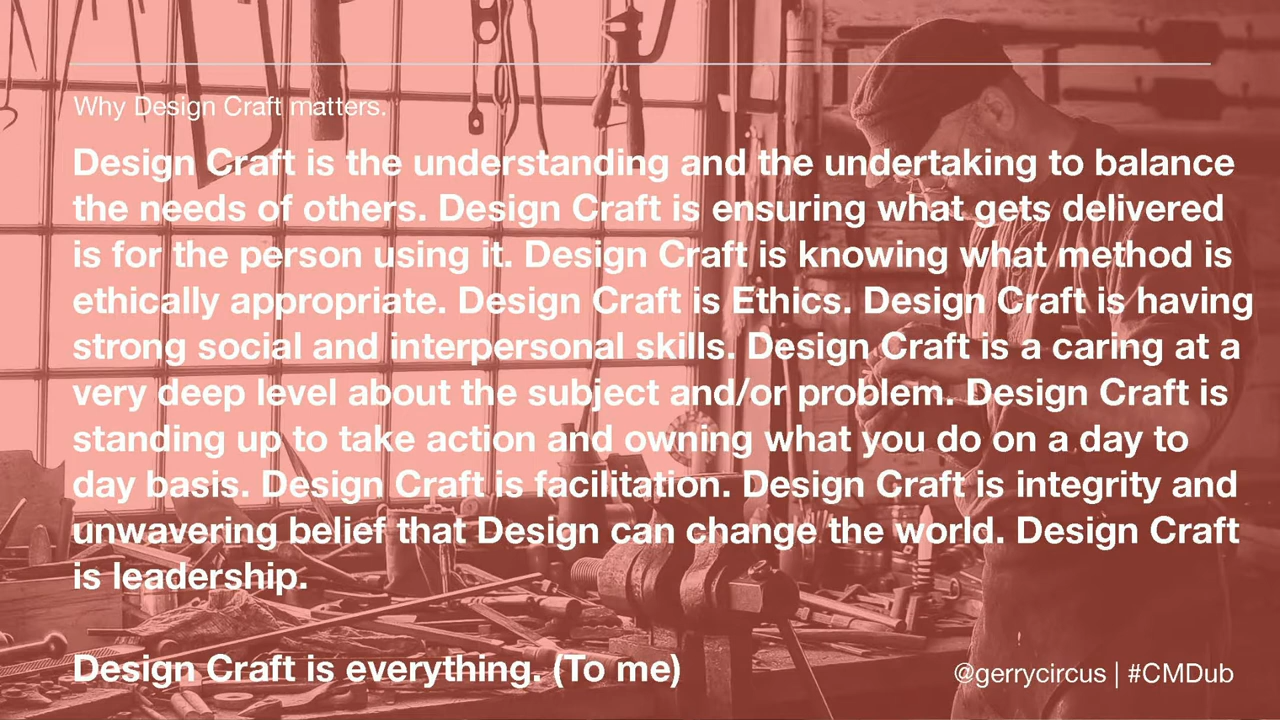 Why Design Craft matters.
Design Craft is the understanding and the undertaking to balance
the needs of others. Design Craft is ensuring what gets delivered
is for the person using it. Design Craft is knowing what method is
ethically appropriate. Design Craft is Ethics. Design Craft is having
strong social and interpersonal skills. Design Craft is a caring at a
very deep level about the subject and/or problem. Design Craft is
standing up to take action and owning what you do on a day to
day basis. Design Craft is facilitation. Design Craft is integrity and
unwavering belief that Design can change the world. Design Craft
is leadership.
Design Craft is everything. (To me)
@gerrycircus | #CMDub